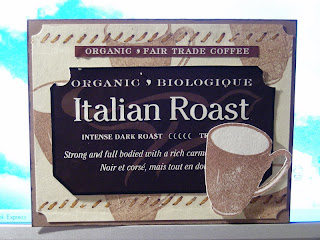 ORGANIC FAIR TRADE COFFEE
ORGANIC BIOLOGIQUE
Italian Roast
INTENSE DARK ROAST
Strong and full bodied with a rich
Noir et corsé, mais tout en
Express